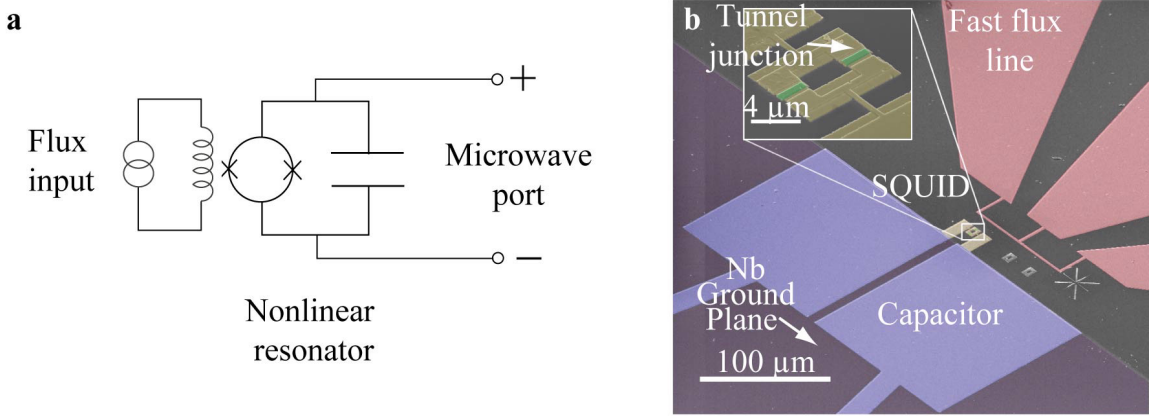 a
Flux
input
+
−
Microwave
port
Nonlinear
resonator
b
Tunnel
junction
4 µm
Fast flux
line
SQUID
Nb
Ground
Plane
Capacitor
100 µm